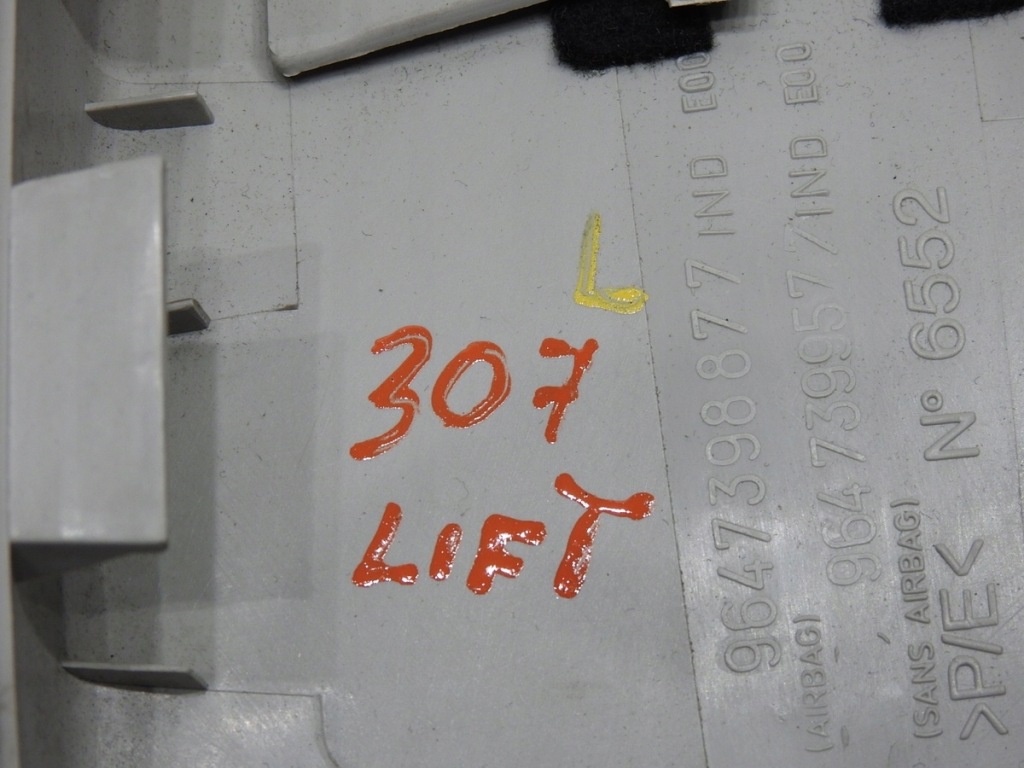 L
307
LIFT
9647398877 IND E00
(AIRBAG)
9647399577 IND E00
(SANS AIRBAG)
N° 6552
>P/E<